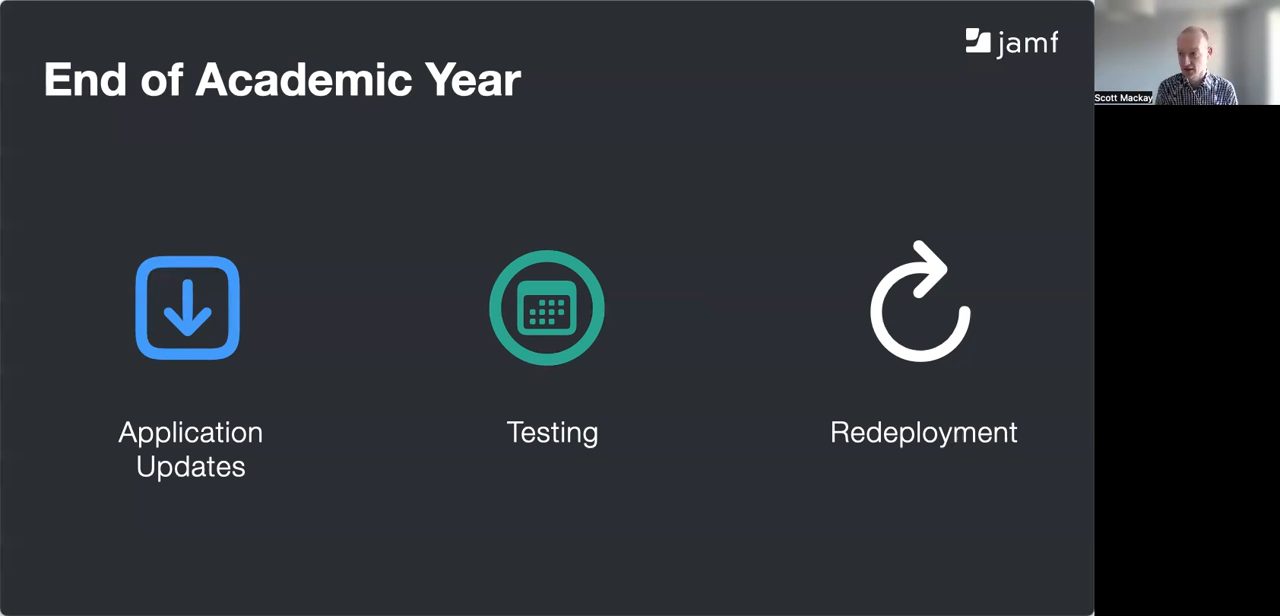 jamf
End of Academic Year
Scott Mackay
Application
Updates
Testing
Redeployment